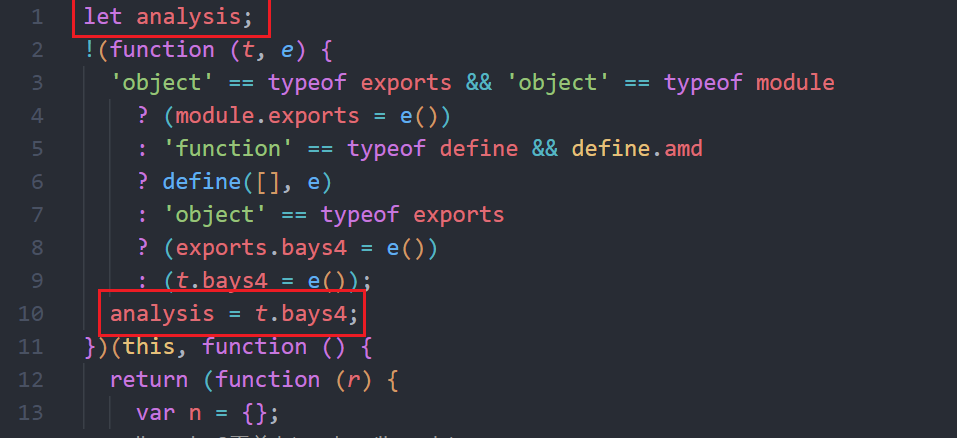 1 let analysis;
2 !(function (t, e) {
3 'object' == typeof exports && 'object' == typeof module
4 ? (module.exports = e())
5 : 'function' == typeof define && define.amd
6 ? define([], e)
7 : 'object' == typeof exports
8 ? (exports.bays4 = e())
9 : (t.bays4 = e());
10 analysis = t.bays4;
11 })(this, function () {
12 return (function (r) {
13 var n = {};